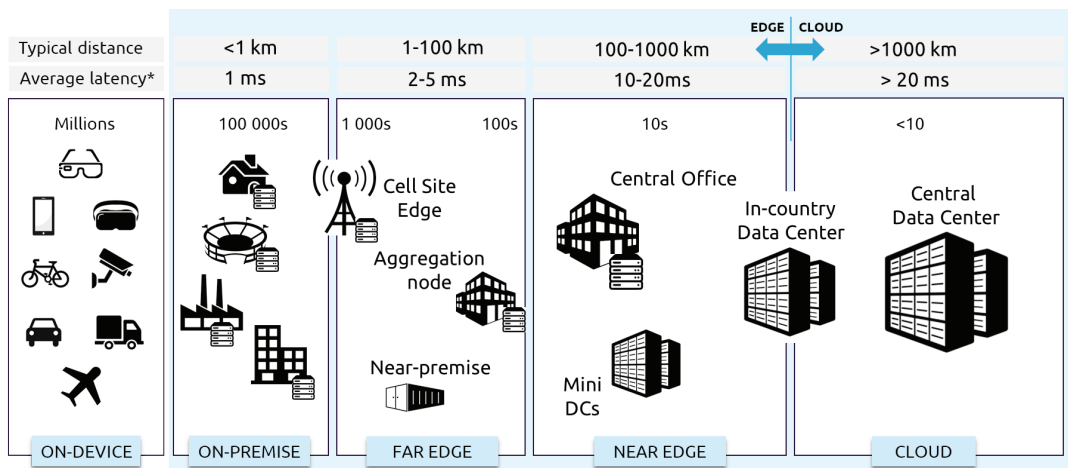 EDGE CLOUD
Typical distance <1 km 1-100 km 100-1000 km >1000 km
Average latency* 1 ms 2-5 ms 10-20ms > 20 ms
Millions 100 000s 1 000s 100s 10s <10
Cell Site
Edge
Aggregation
node
Near-premise
Central Office
Mini
DCs
In-country
Data Center
Central
Data Center
ON-DEVICE ON-PREMISE FAR EDGE NEAR EDGE CLOUD